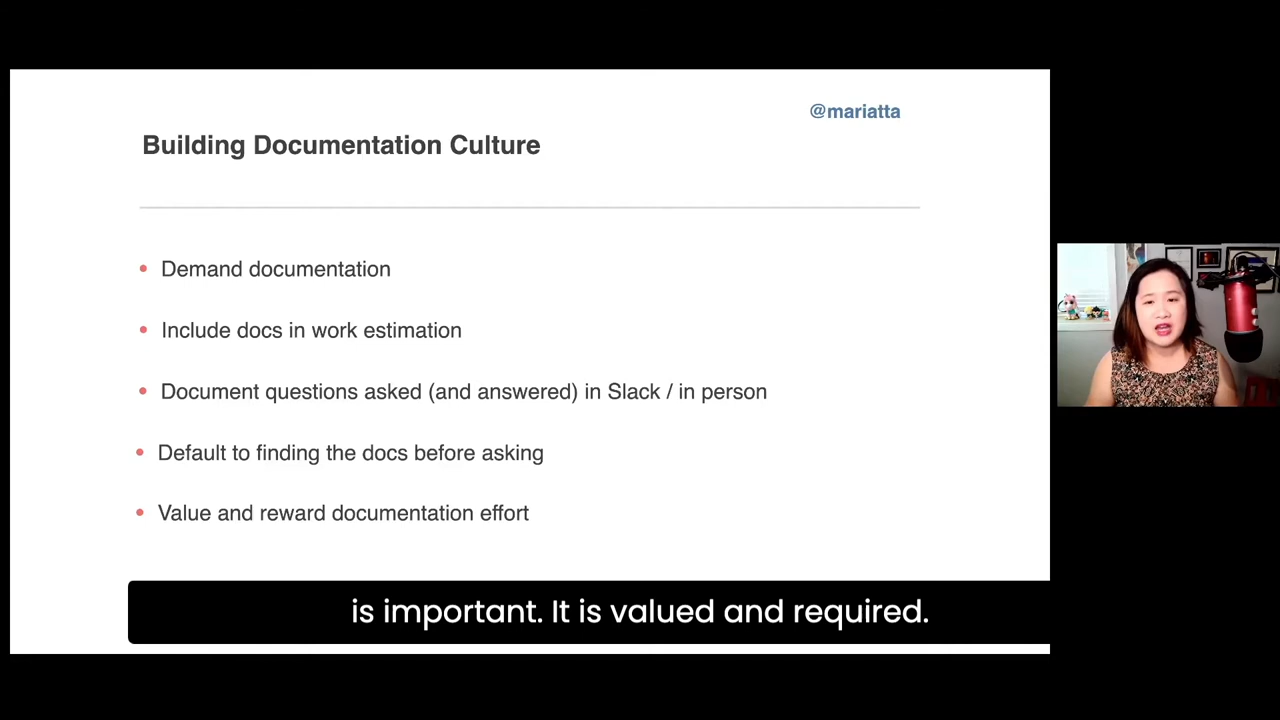 @mariatta
Building Documentation Culture
• Demand documentation
• Include docs in work estimation
• Document questions asked (and answered) in Slack / in person
• Default to finding the docs before asking
• Value and reward documentation effort
is important. It is valued and required.